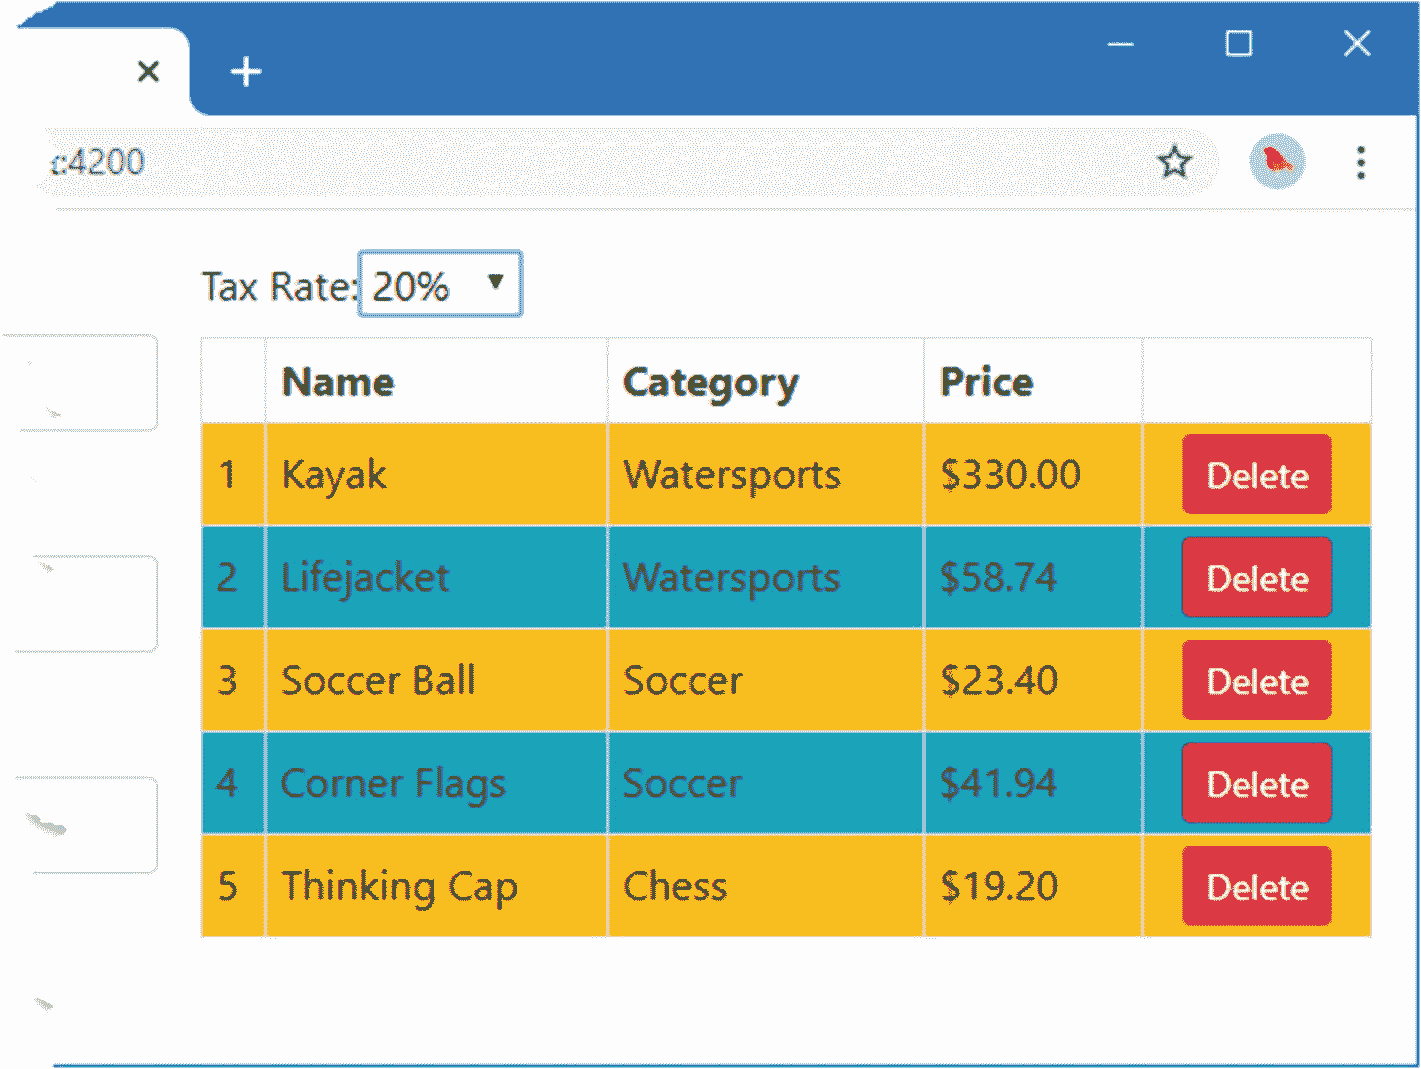 :4200
Tax Rate: 20%
Name Category Price
1 Kayak Watersports $330.00 Delete
2 Lifejacket Watersports $58.74 Delete
3 Soccer Ball Soccer $23.40 Delete
4 Corner Flags Soccer $41.94 Delete
5 Thinking Cap Chess $19.20 Delete